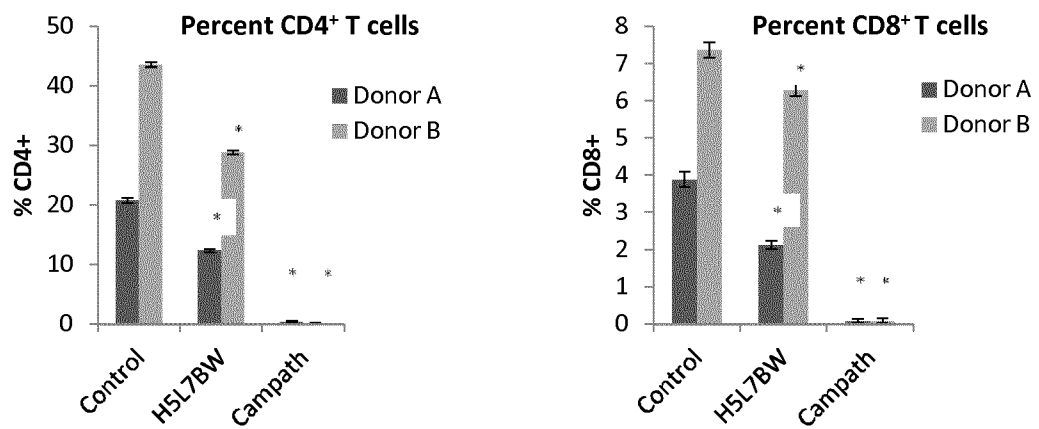 Percent CD4⁺ T cells
% CD4+
50
40
30
20
10
0
Donor A
Donor B
*
*
* *
Control
H5L7BW
Campath
Percent CD8⁺ T cells
% CD8+
8
7
6
5
4
3
2
1
0
Donor A
Donor B
*
*
* *
Control
H5L7BW
Campath